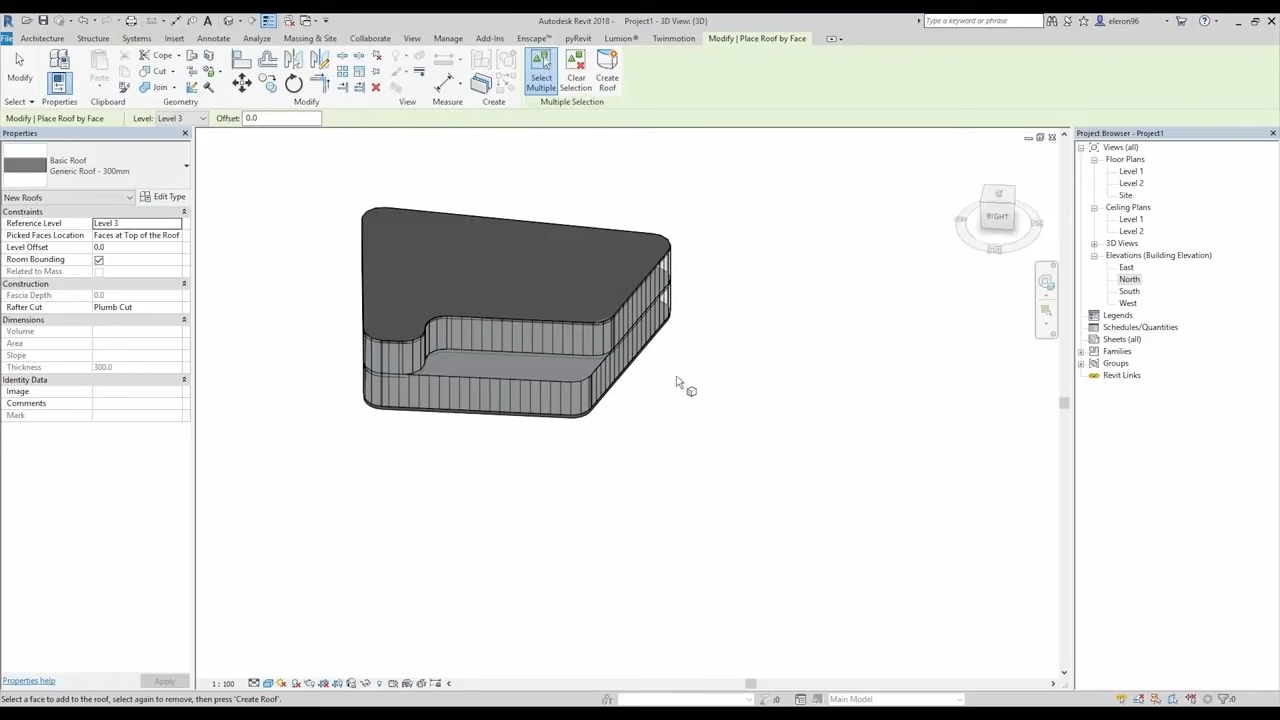 Autodesk Revit 2018 - Project1 - 3D View: {3D}
Type a keyword or phrase
eleron96
File Architecture Structure Systems Insert Annotate Analyze Massing & Site Collaborate View Manage Add-Ins Enscape™ pyRevit Lumion® Twinmotion Modify | Place Roof by Face
Modify
Properties
Paste
Cope
Cut
Join
Select Multiple
Clear Selection
Create Roof
Select
Properties
Clipboard
Geometry
Modify
View
Measure
Create
Multiple Selection
Modify | Place Roof by Face
Level: Level 3
Offset: 0.0
Properties
Basic Roof
Generic Roof - 300mm
New Roofs
Edit Type
Constraints
Reference Level Level 3
Picked Faces Location Faces at Top of the Roof
Level Offset 0.0
Room Bounding
Related to Mass
Construction
Fascia Depth 0.0
Rafter Cut Plumb Cut
Dimensions
Volume
Area
Slope
Thickness 300.0
Identity Data
Image
Comments
Mark
Properties help
Apply
RIGHT
Project Browser - Project1
Views (all)
Floor Plans
Level 1
Level 2
Site
Ceiling Plans
Level 1
Level 2
3D Views
Elevations (Building Elevation)
East
North
South
West
Legends
Schedules/Quantities
Sheets (all)
Families
Groups
Revit Links
1 : 100
Select a face to add to the roof, select again to remove, then press 'Create Roof'.
:0
Main Model
:0